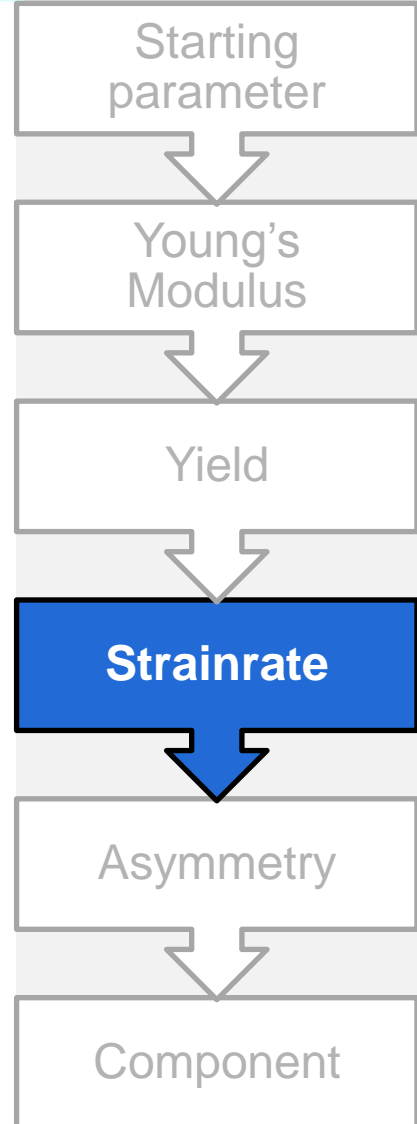 Starting
parameter
Young’s
Modulus
Yield
Strainrate
Asymmetry
Component